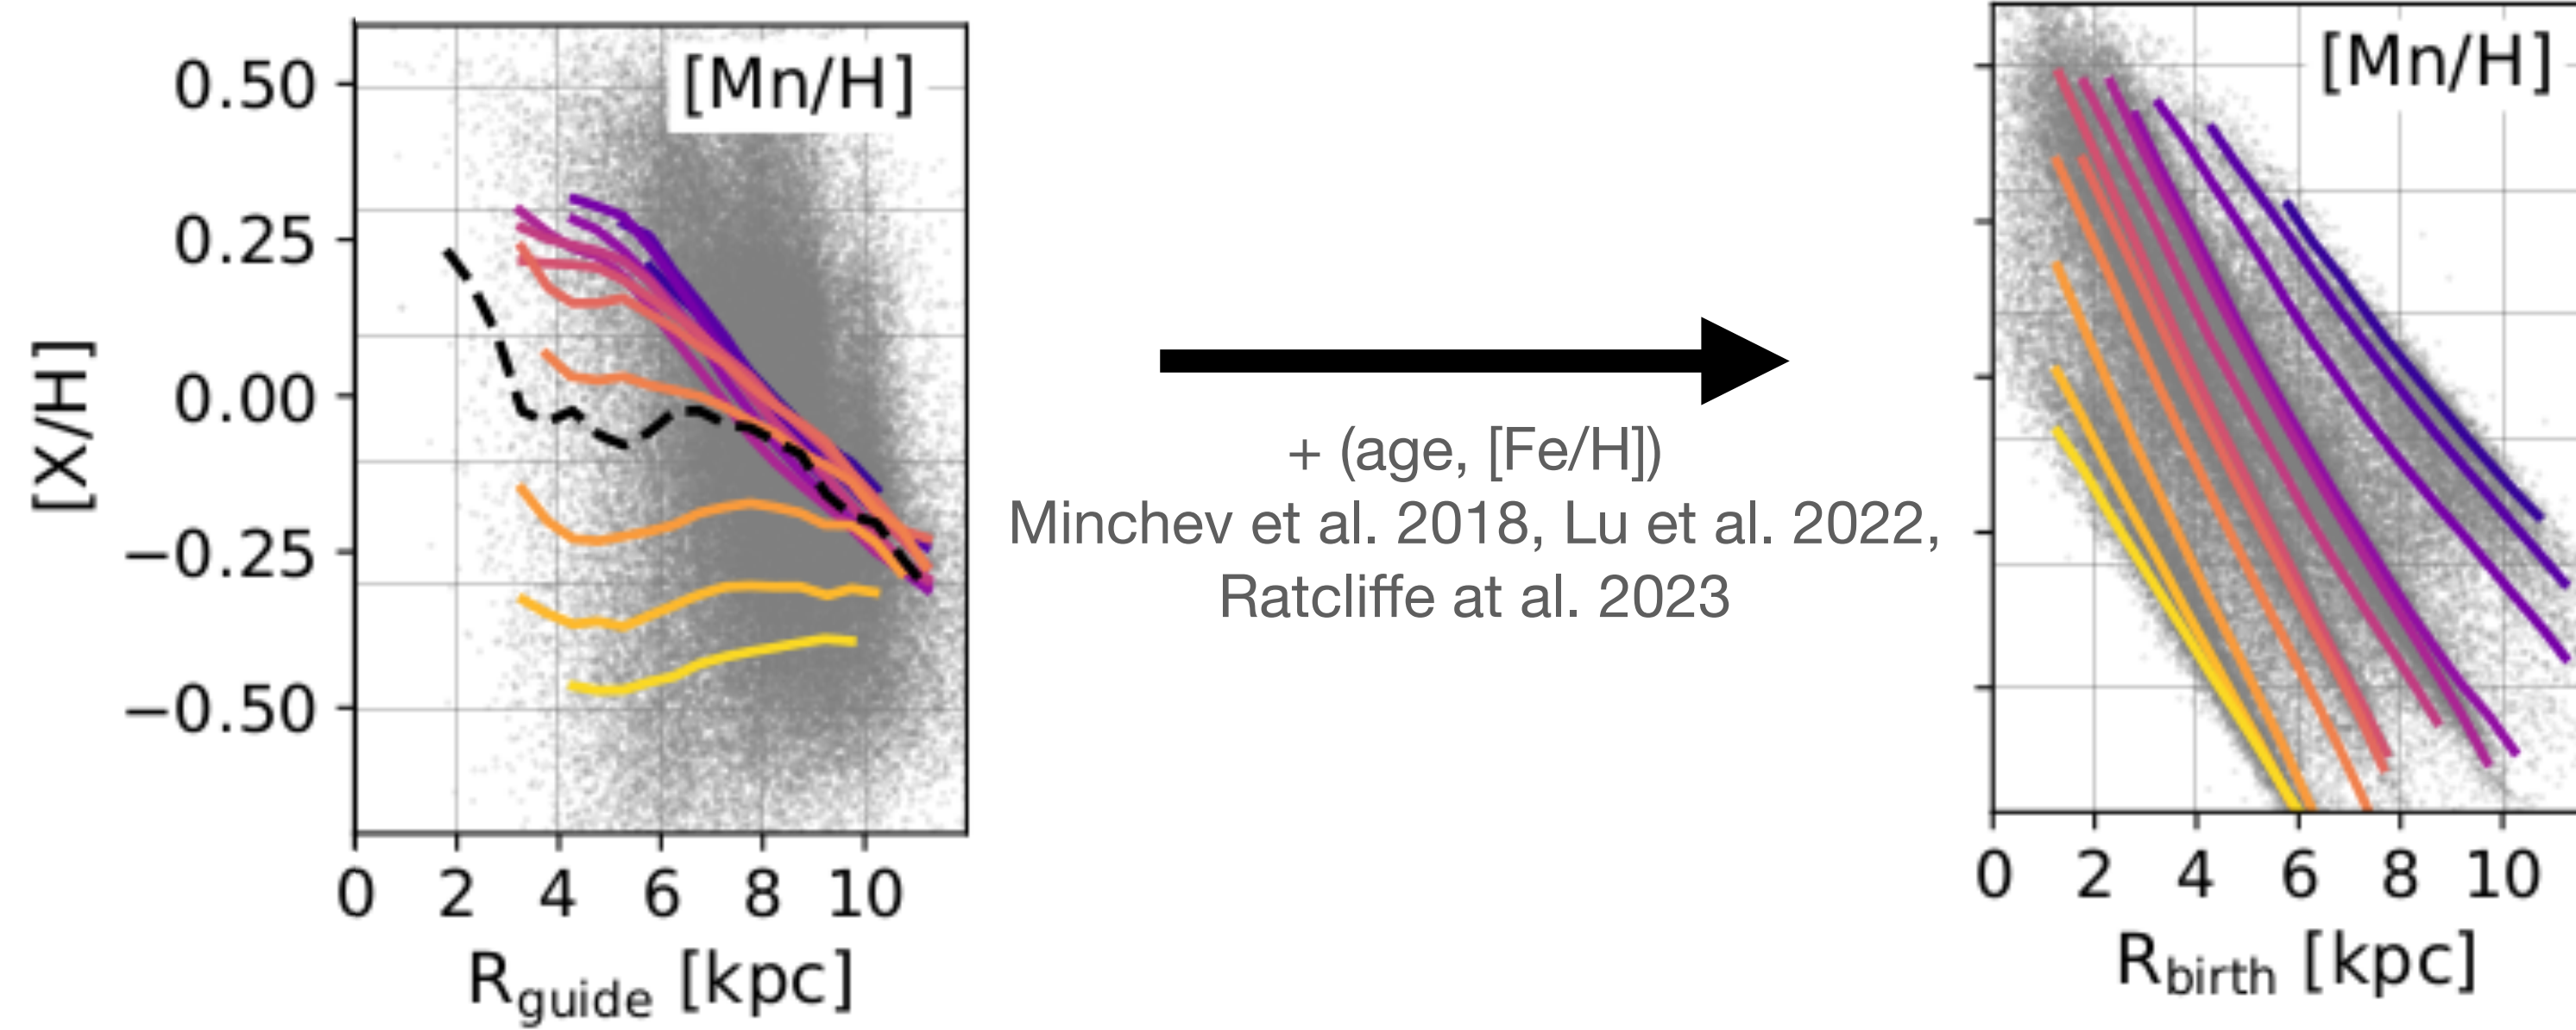 [Mn/H]
0.50
0.25
0.00
−0.25
−0.50
[X/H]
0 2 4 6 8 10
Rguide [kpc]
+ (age, [Fe/H])
Minchev et al. 2018, Lu et al. 2022,
Ratcliffe at al. 2023
[Mn/H]
0 2 4 6 8 10
Rbirth [kpc]